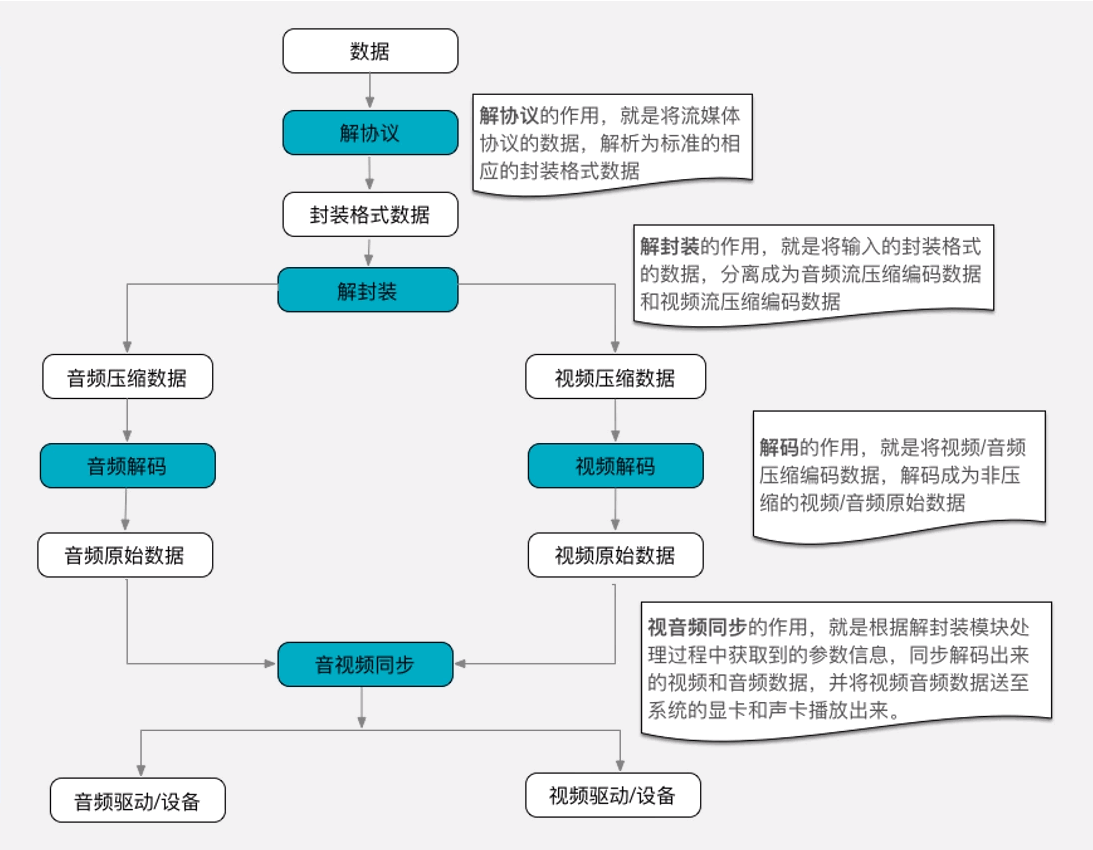 数据
解协议
解协议的作用，就是将流媒体
协议的数据，解析为标准的相
应的封装格式数据
封装格式数据
解封装
解封装的作用，就是将输入的封装格式
的数据，分离成为音频流压缩编码数据
和视频流压缩编码数据
音频压缩数据
视频压缩数据
音频解码
视频解码
解码的作用，就是将视频/音频
压缩编码数据，解码成为非压
缩的视频/音频原始数据
音频原始数据
视频原始数据
音视频同步
视音频同步的作用，就是根据解封装模块处
理过程中获取到的参数信息，同步解码出来
的视频和音频数据，并将视频音频数据送至
系统的显卡和声卡播放出来。
音频驱动/设备
视频驱动/设备